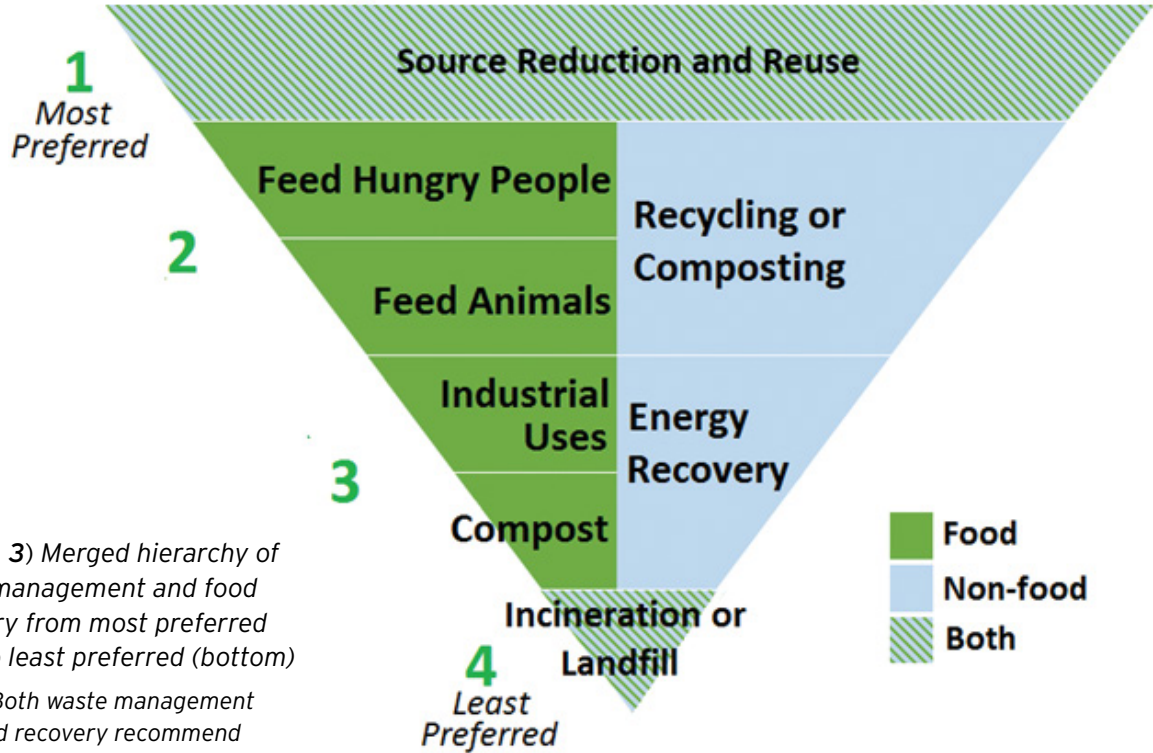 Source Reduction and Reuse
1
Most
Preferred
Feed Hungry People
Recycling or
Composting
2
Feed Animals
Industrial
Uses
Energy
Recovery
3
Compost
3) Merged hierarchy of
management and food
from most preferred
least preferred (bottom)
Both waste management
recovery recommend
Incineration or
Landfill
4
Least
Preferred
Food
Non-food
Both